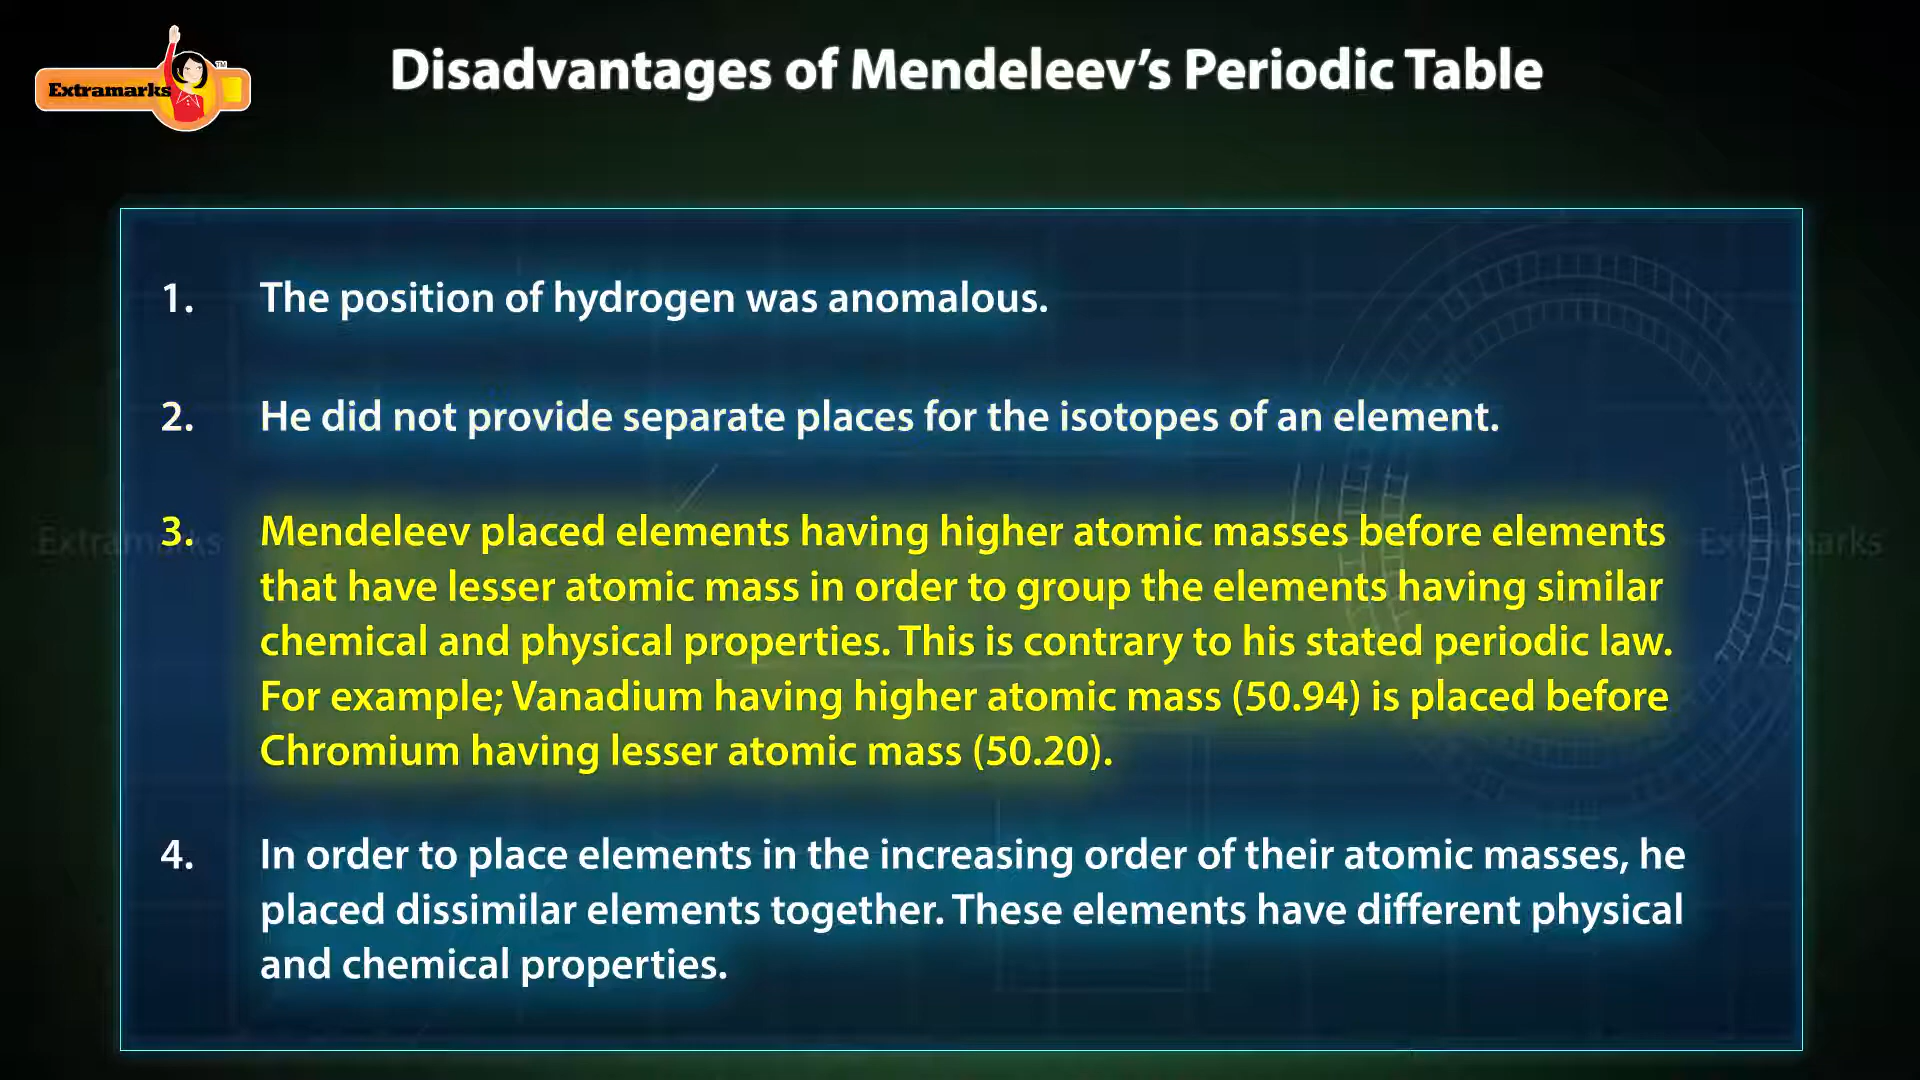 Extramarks
TM
Disadvantages of Mendeleev’s Periodic Table
1. The position of hydrogen was anomalous.
2. He did not provide separate places for the isotopes of an element.
3. Mendeleev placed elements having higher atomic masses before elements
that have lesser atomic mass in order to group the elements having similar
chemical and physical properties. This is contrary to his stated periodic law.
For example; Vanadium having higher atomic mass (50.94) is placed before
Chromium having lesser atomic mass (50.20).
4. In order to place elements in the increasing order of their atomic masses, he
placed dissimilar elements together. These elements have different physical
and chemical properties.
Extramarks
Extramarks